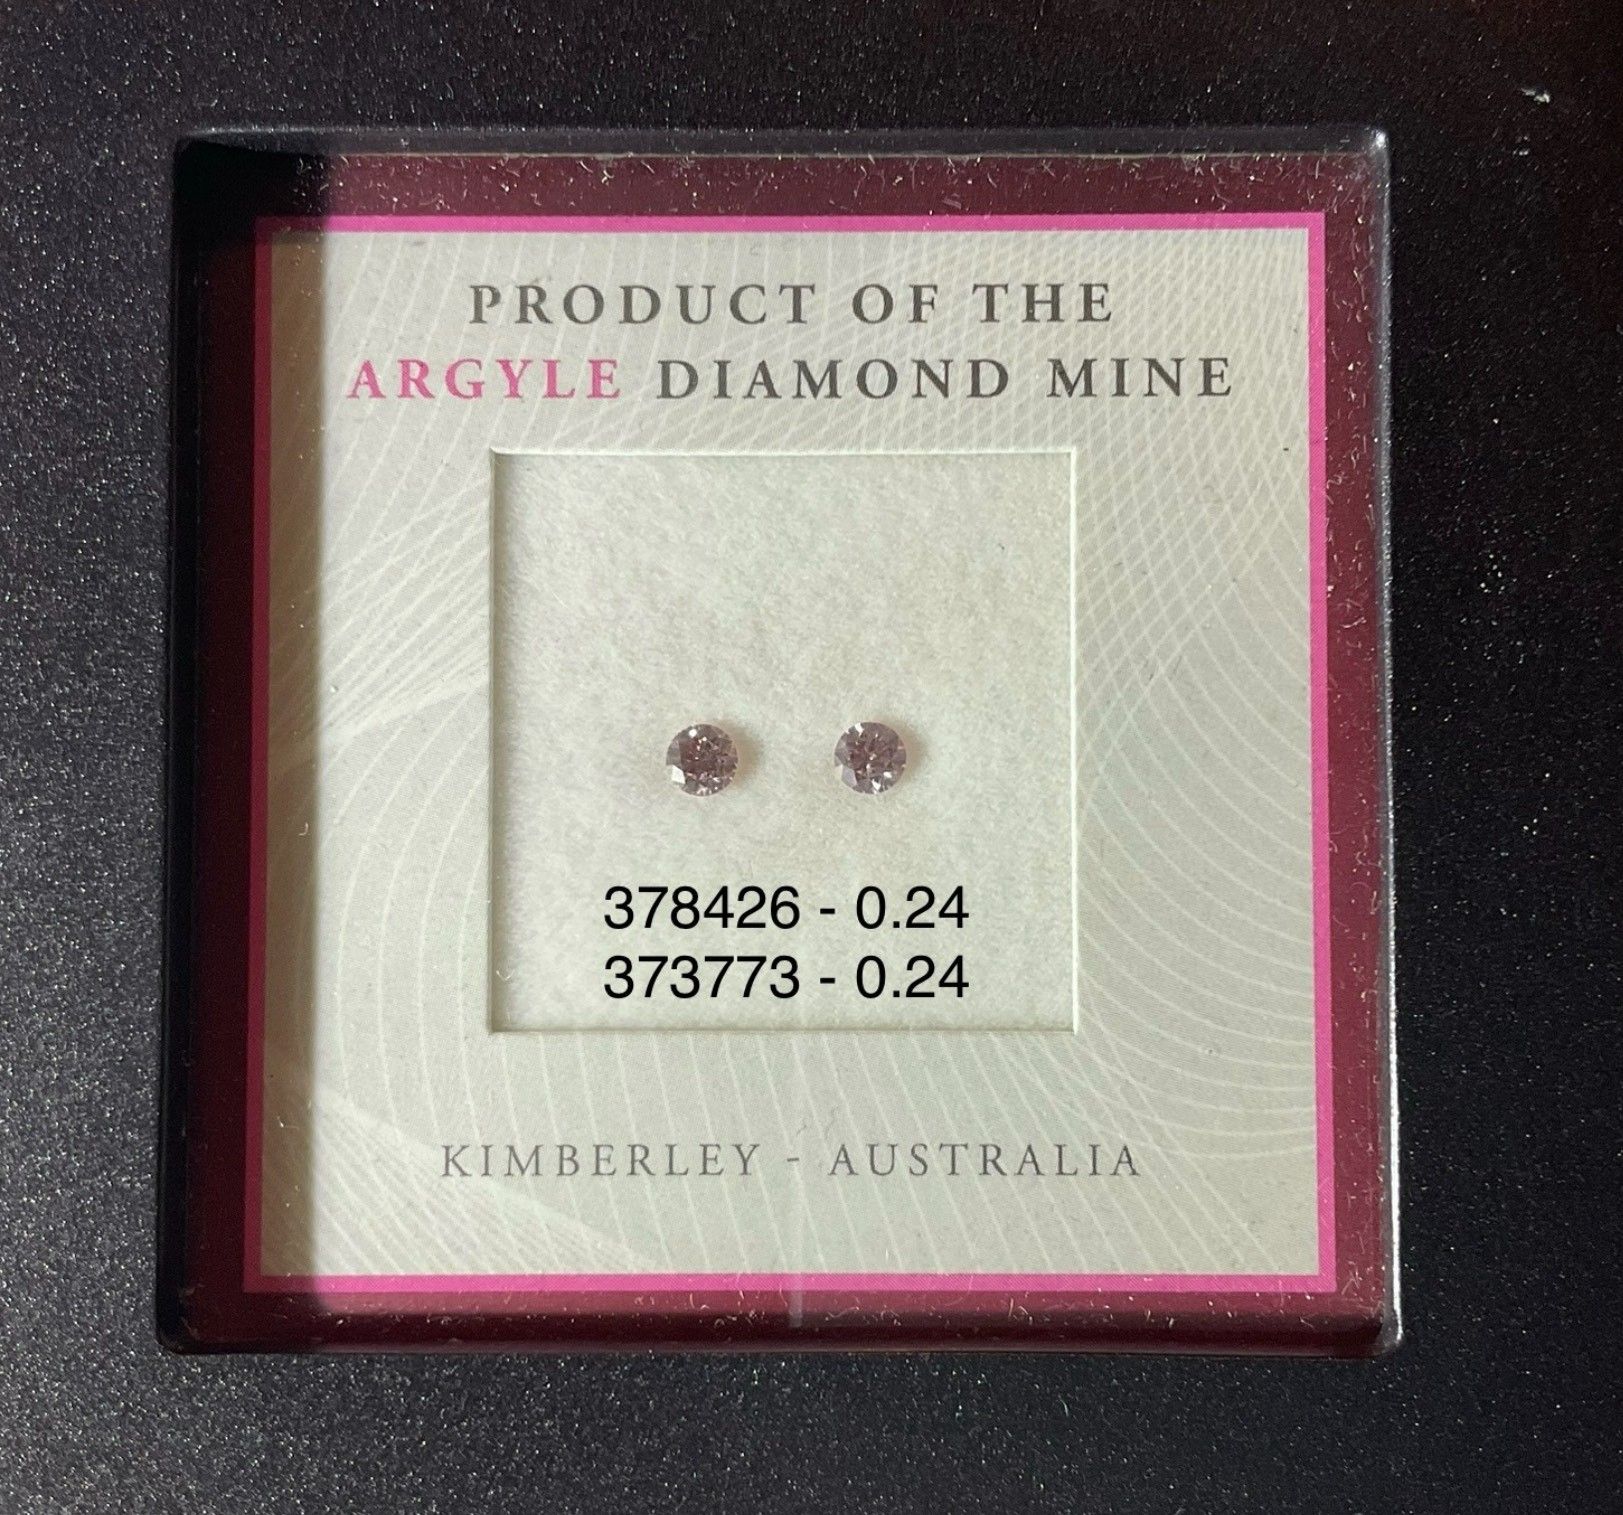 PRODUCT OF THE
ARGYLE DIAMOND MINE
378426 - 0.24
373773 - 0.24
KIMBERLEY - AUSTRALIA